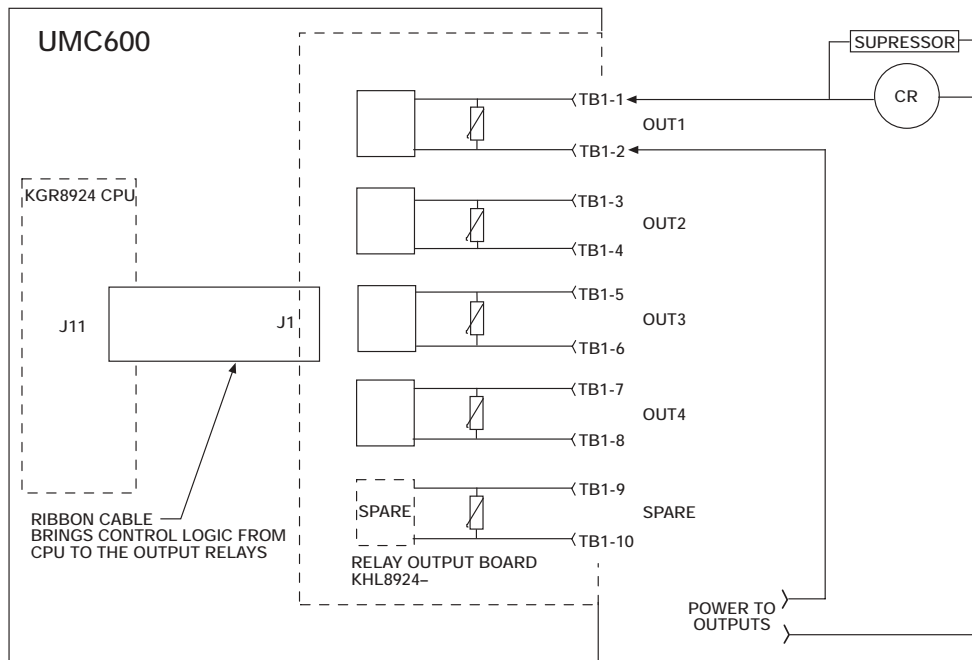 UMC600
SUPRESSOR
CR
TB1-1
OUT1
TB1-2
KGR8924 CPU
TB1-3
OUT2
TB1-4
TB1-5
J11
J1
OUT3
TB1-6
TB1-7
OUT4
TB1-8
TB1-9
SPARE
SPARE
RIBBON CABLE
BRINGS CONTROL LOGIC FROM
CPU TO THE OUTPUT RELAYS
TB1-10
RELAY OUTPUT BOARD
KHL8924–
POWER TO
OUTPUTS